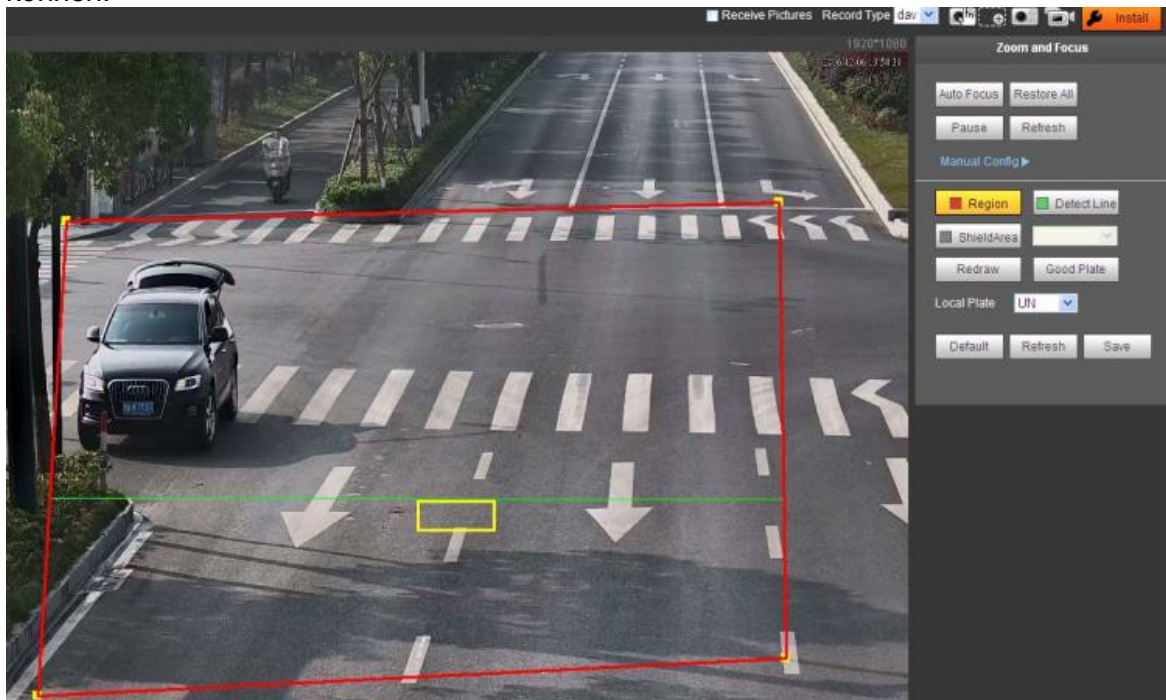 können.
Receive Pictures Record Type dav Install
1920*1080
Zoom and Focus
Auto Focus Restore All
Pause Refresh
Manual Config
Region Detect Line
ShieldArea
Redraw Good Plate
Local Plate UN
Default Refresh Save